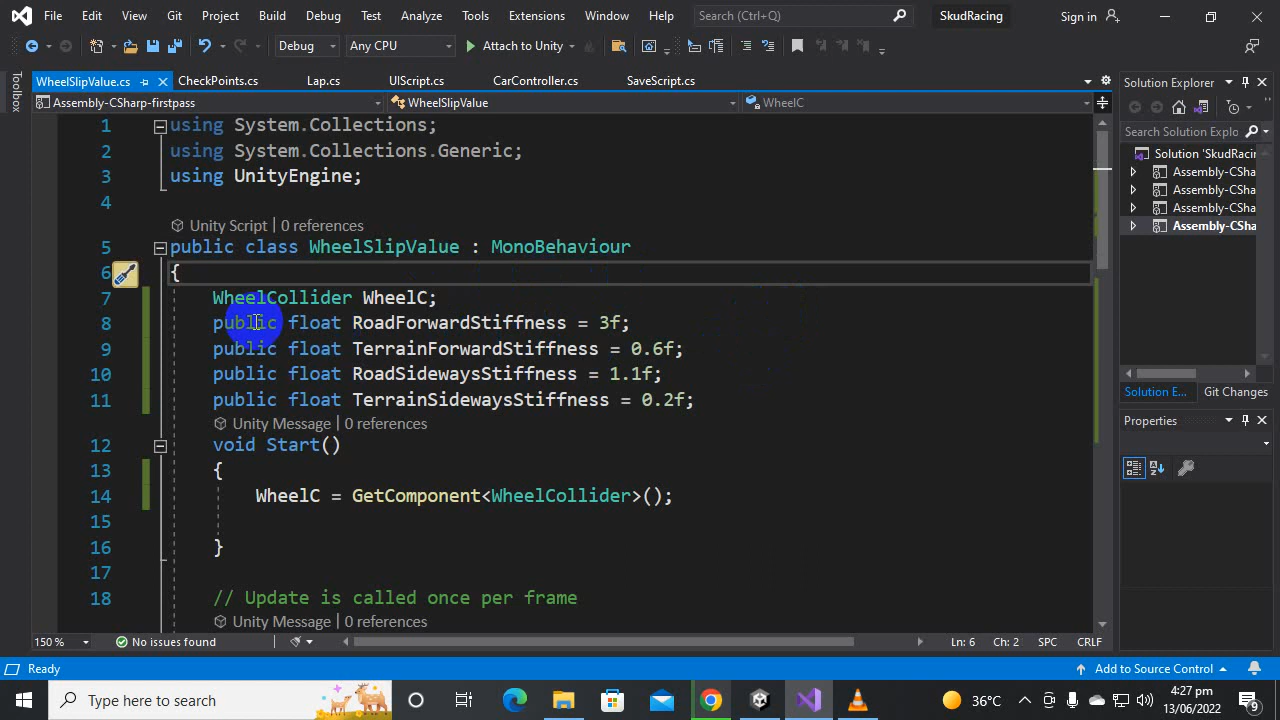 File Edit View Git Project Build Debug Test Analyze Tools Extensions Window Help Search (Ctrl+Q) SkudRacing Sign in
Debug Any CPU Attach to Unity
Toolbox
WheelSlipValue.cs CheckPoints.cs Lap.cs UIScript.cs CarController.cs SaveScript.cs
Assembly-CSharp-firstpass WheelSlipValue WheelC
1 using System.Collections;
2 using System.Collections.Generic;
3 using UnityEngine;
4
Unity Script | 0 references
5 public class WheelSlipValue : MonoBehaviour
6 {
7 WheelCollider WheelC;
8 public float RoadForwardStiffness = 3f;
9 public float TerrainForwardStiffness = 0.6f;
10 public float RoadSidewaysStiffness = 1.1f;
11 public float TerrainSidewaysStiffness = 0.2f;
Unity Message | 0 references
12 void Start()
13 {
14 WheelC = GetComponent<WheelCollider>();
15
16 }
17
18 // Update is called once per frame
Unity Message | 0 references
150 % No issues found Ln: 6 Ch: 2 SPC CRLF
Solution Explorer
Search Solution Explo
Solution 'SkudRacin
Assembly-CSha
Assembly-CSha
Assembly-CSha
Assembly-CSha
Solution E... Git Changes
Properties
Ready Add to Source Control
Type here to search 36°C 4:27 pm
13/06/2022
9